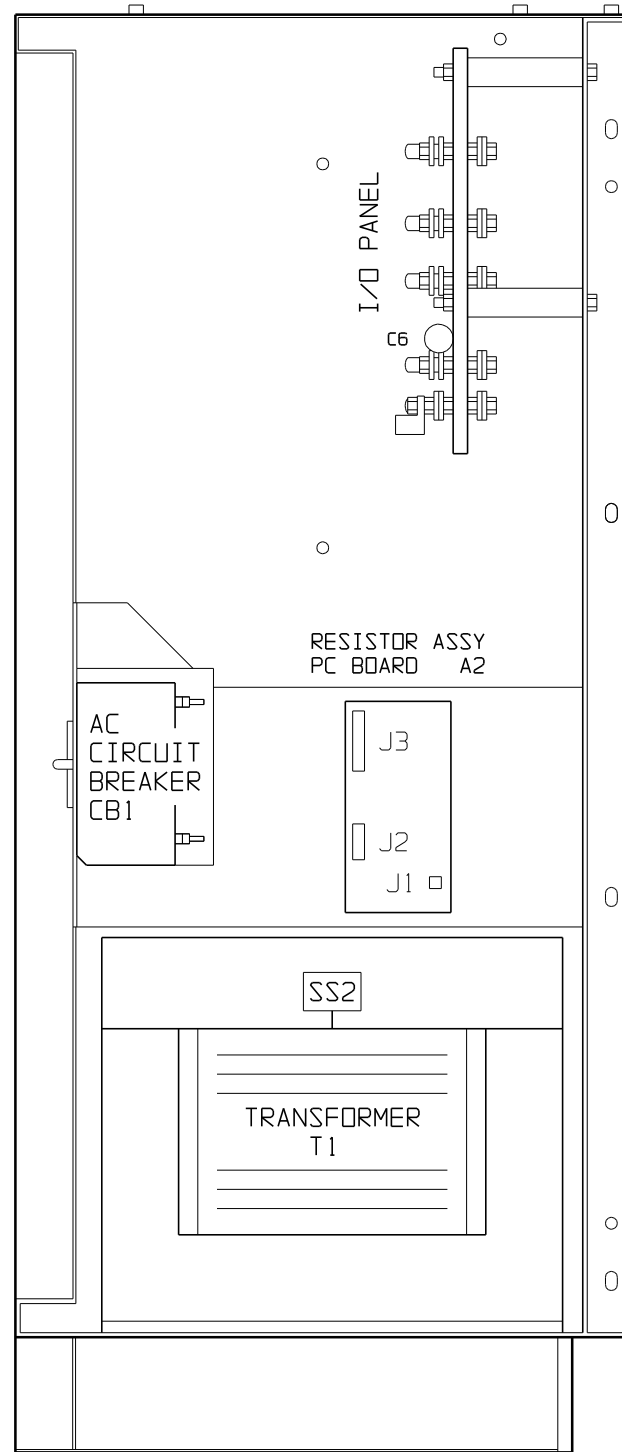 I/O PANEL
C6
RESISTOR ASSY
PC BOARD A2
AC
CIRCUIT
BREAKER
CB1
J3
J2
J1
SS2
TRANSFORMER
T1